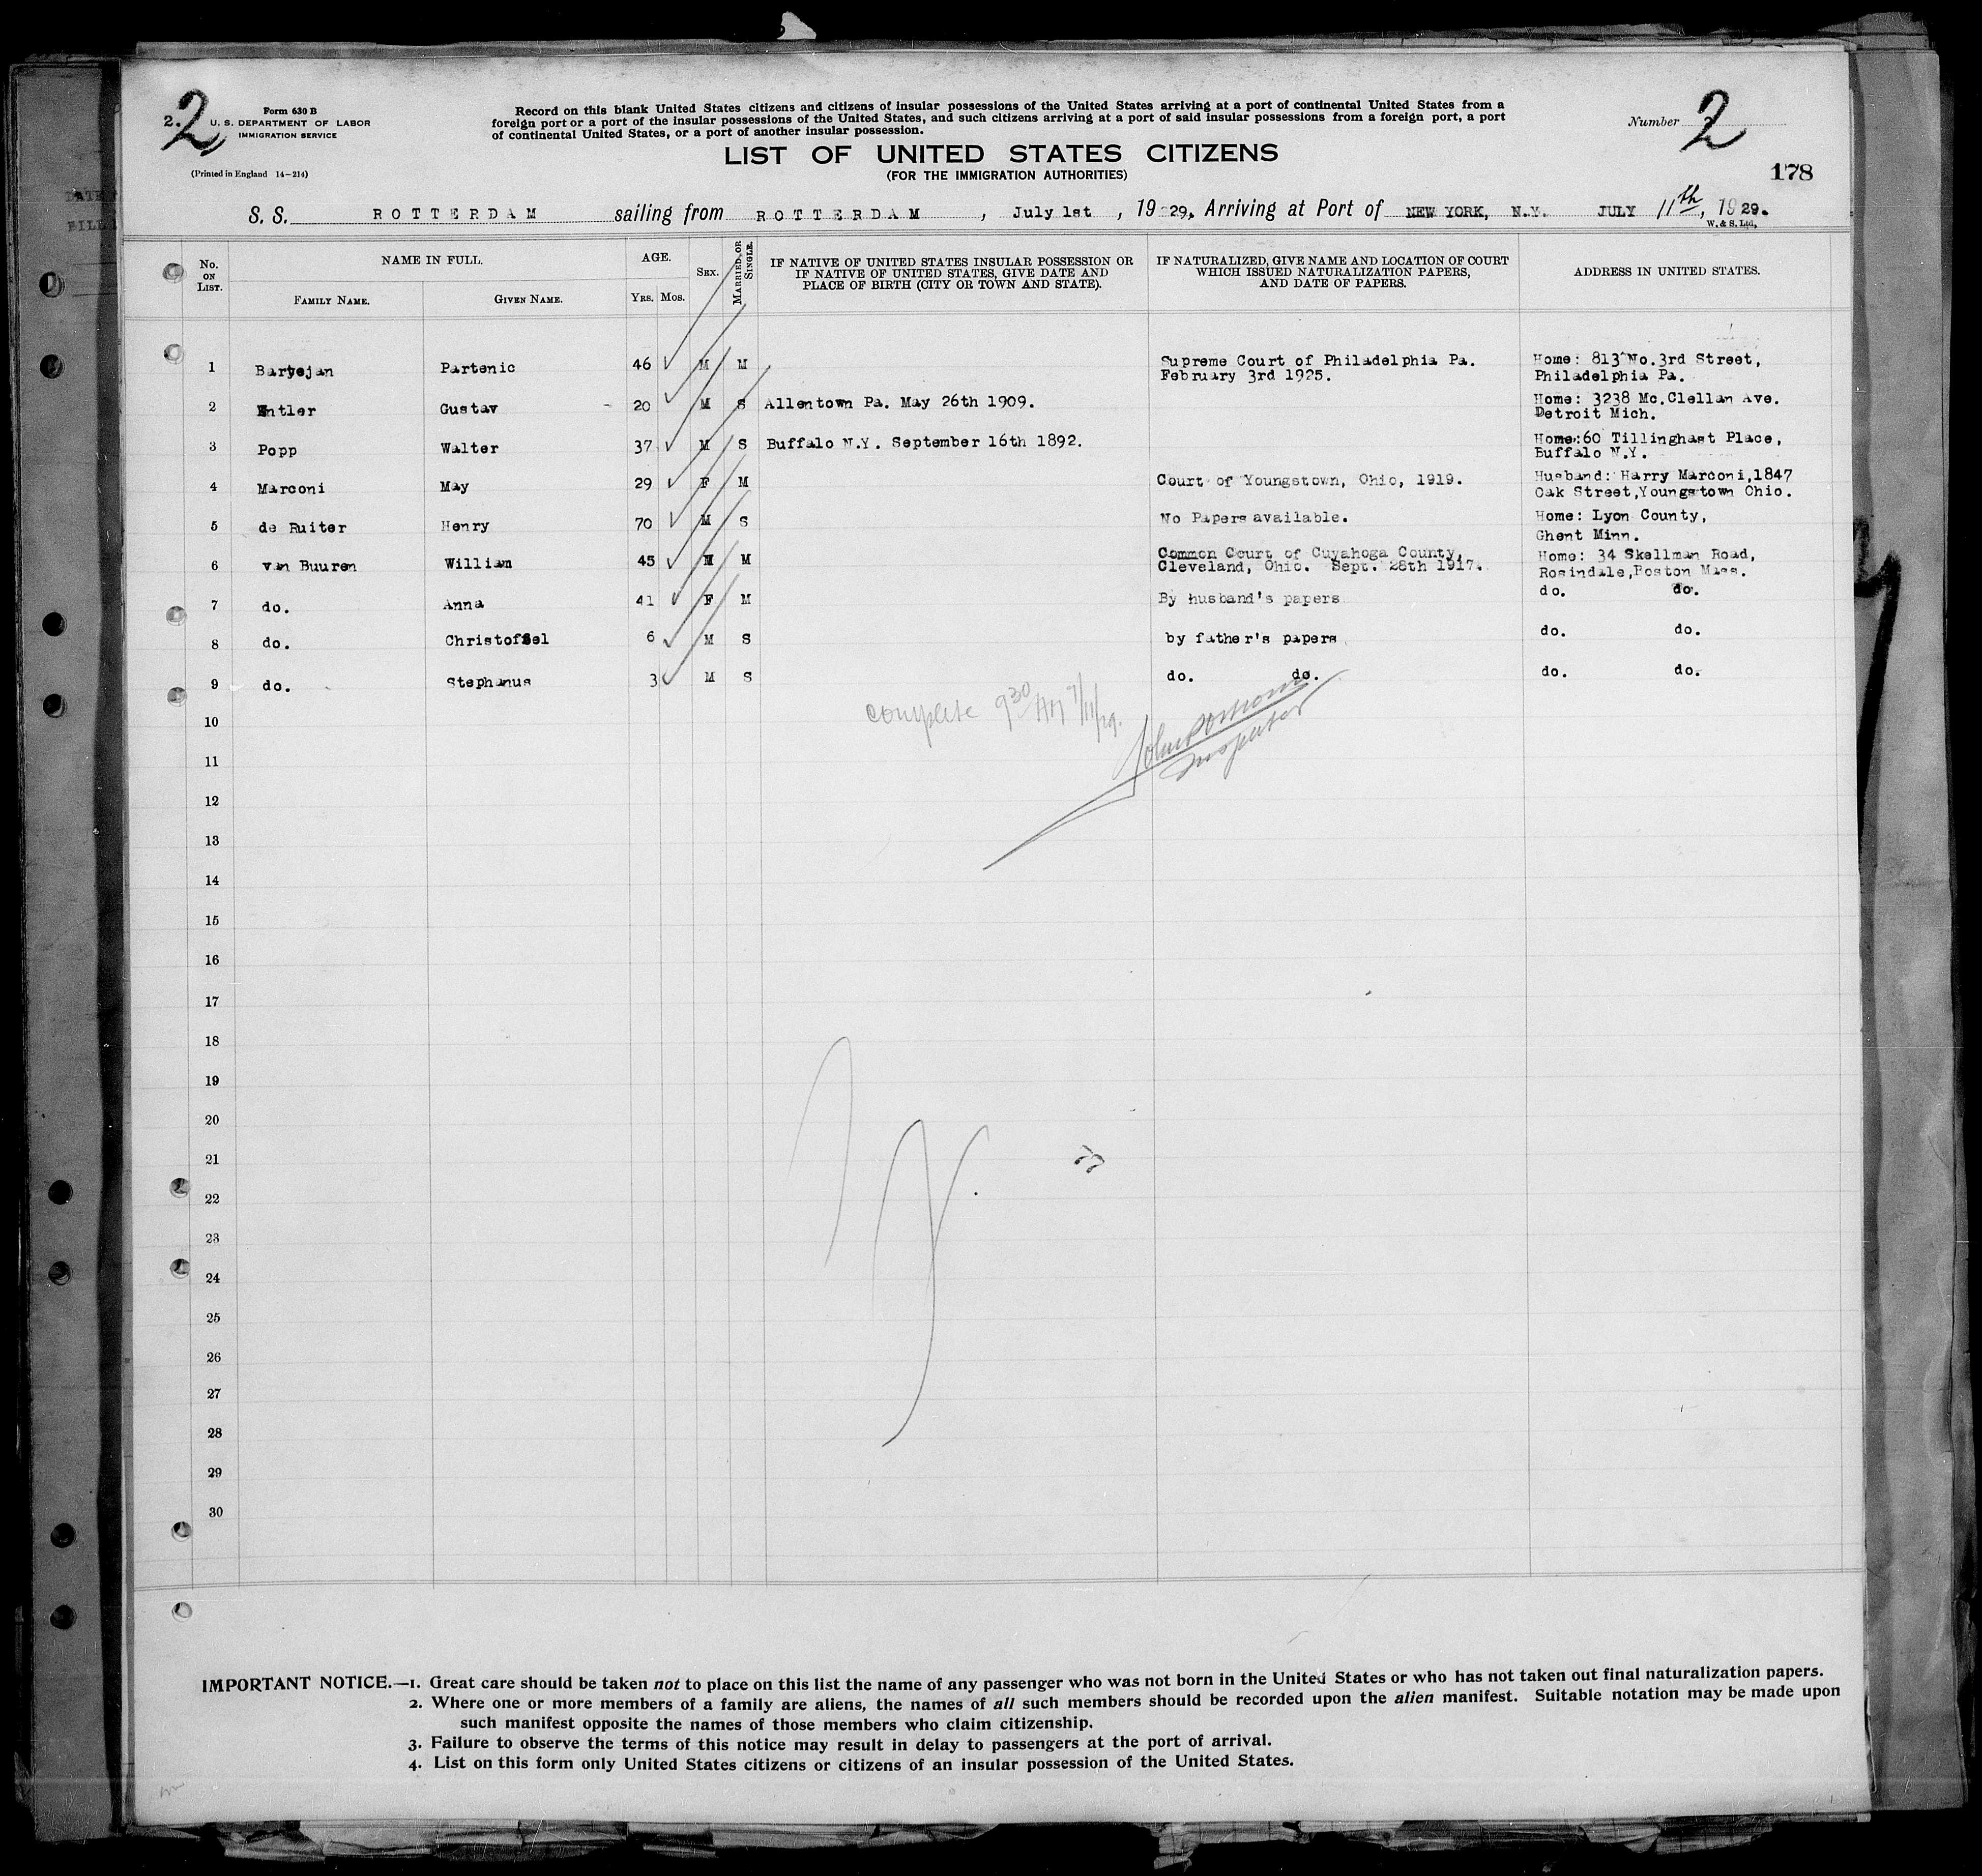 2. 2
Form 630 B
U. S. DEPARTMENT OF LABOR
IMMIGRATION SERVICE
(Printed in England 14-214)
Record on this blank United States citizens and citizens of insular possessions of the United States arriving at a port of continental United States from a
foreign port or a port of the insular possessions of the United States, and such citizens arriving at a port of said insular possessions from a foreign port, a port
of continental United States, or a port of another insular possession.
LIST OF UNITED STATES CITIZENS
(FOR THE IMMIGRATION AUTHORITIES)
Number 2
178
S. S. ROTTERDAM sailing from ROTTERDAM, July 1st, 1929. Arriving at Port of NEW YORK, N.Y. JULY 11th, 1929.
W. & S. Ltd,
No. ON LIST.
NAME IN FULL.
FAMILY NAME. GIVEN NAME.
AGE.
YRS. MOS.
SEX.
MARRIED, OR SINGLE.
IF NATIVE OF UNITED STATES INSULAR POSSESSION OR
IF NATIVE OF UNITED STATES, GIVE DATE AND
PLACE OF BIRTH (CITY OR TOWN AND STATE).
IF NATURALIZED, GIVE NAME AND LOCATION OF COURT
WHICH ISSUED NATURALIZATION PAPERS,
AND DATE OF PAPERS.
ADDRESS IN UNITED STATES.
1 Bartejan Partenic 46 M M Supreme Court of Philadelphia Pa. Home: 813 No.3rd Street,
February 3rd 1925. Philadelphia Pa.
2 Entler Gustav - 20 M S Allentown Pa. May 26th 1909. Home: 3238 Mc.Clellan Ave.
Detroit Mich.
3 Popp Walter 37 M S Buffalo N.Y. September 16th 1892. Home:60 Tillinghast Place,
Buffalo N.Y.
4 Marconi May 29 F M Court of Youngstown, Ohio, 1919. Husband: Harry Marconi,1847
Oak Street,Youngstown Ohio.
5 de Ruiter Henry 70 M S No Papers available. Home: Lyon County,
Ghent Minn.
6 van Buuren William 45 M M Common Court of Cuyahoga County, Home: 34 Skellman Road,
Cleveland, Ohio. Sept. 28th 1917. Rosindale,Boston Mass.
7 do. Anna 41 F M By husband's papers do. do.
8 do. Christoffel 6 M S by father's papers do. do.
9 do. Stephanus 3 M S do. do. do. do.
complete 930 AM 7/11/29.
Inspector
10
11
12
13
14
15
16
17
18
19
20
21
22
23
24
25
26
27
28
29
30
IMPORTANT NOTICE.—1. Great care should be taken not to place on this list the name of any passenger who was not born in the United States or who has not taken out final naturalization papers.
2. Where one or more members of a family are aliens, the names of all such members should be recorded upon the alien manifest. Suitable notation may be made upon
such manifest opposite the names of those members who claim citizenship.
3. Failure to observe the terms of this notice may result in delay to passengers at the port of arrival.
4. List on this form only United States citizens or citizens of an insular possession of the United States.